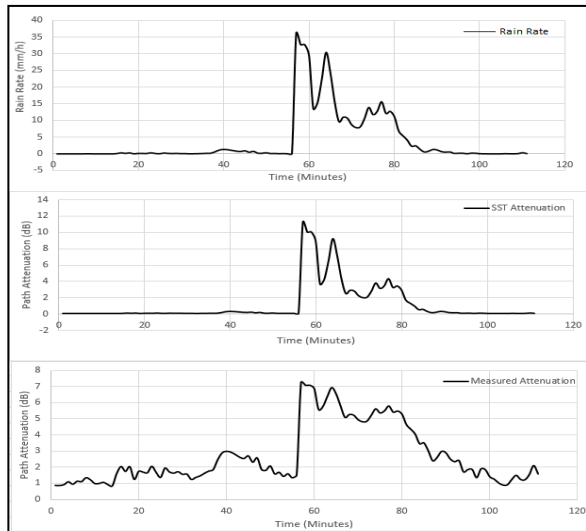 40
35
30
25
20
15
10
5
0
-5
Rain Rate (mm/h)
Rain Rate
0 20 40 60 80 100 120
Time (Minutes)
14
12
10
8
6
4
2
0
-2
Path Attenuation (dB)
SST Attenuation
0 20 40 60 80 100 120
Time (Minutes)
8
7
6
5
4
3
2
1
0
Path Attenuation (dB)
Measured Attenuation
0 20 40 60 80 100 120
Time (Minutes)